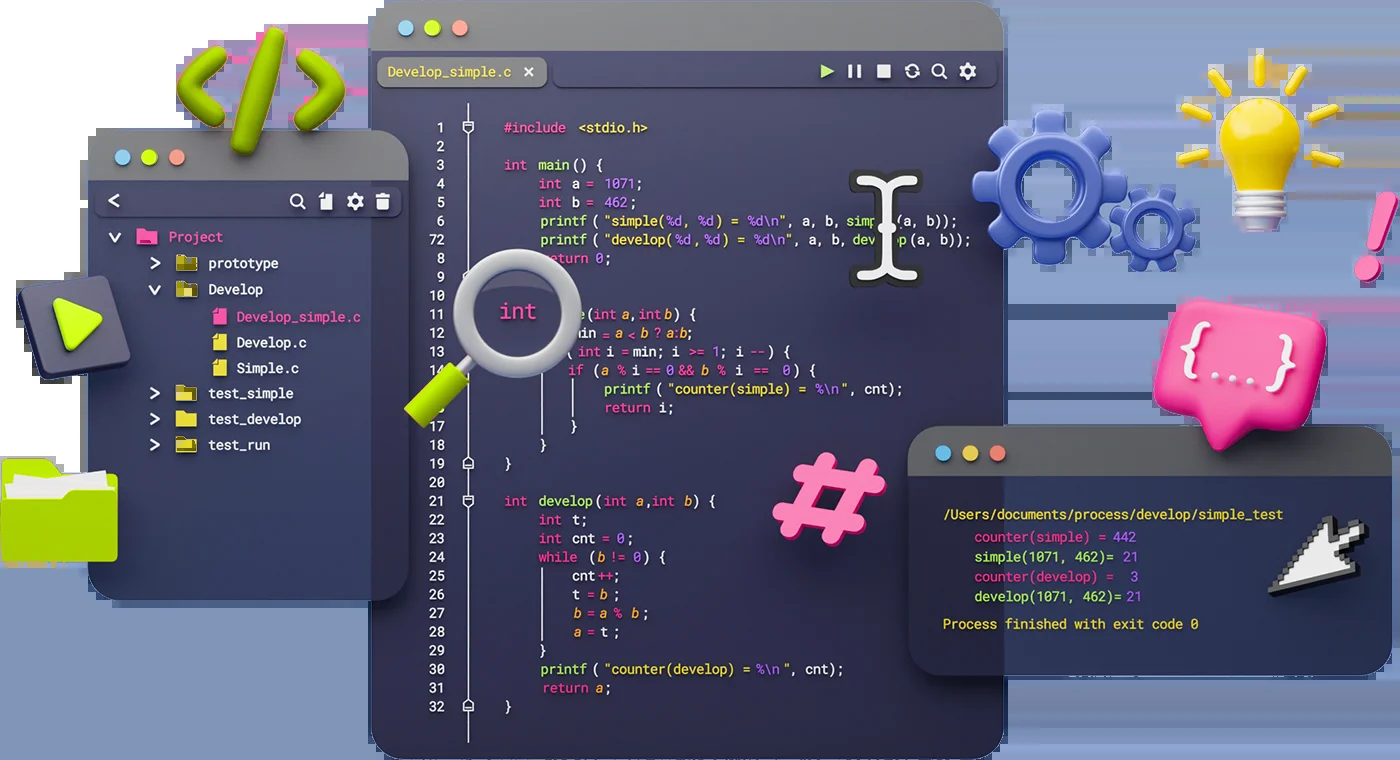 Develop_simple.c ×
1 #include <stdio.h>
2
3 int main() {
4 int a = 1071;
5 int b = 462;
6 printf ("simple(%d, %d) = %d\n", a, b, simp (a, b));
72 printf ("develop(%d, %d) = %d\n", a, b, dev p(a, b));
8 eturn 0;
9
10
11 e(int a,int b) {
12 in = a < b ? a:b;
13 ( int i = min; i >= 1; i --) {
14 if (a % i == 0 && b % i == 0) {
printf ("counter(simple) = %\n", cnt);
return i;
17 }
18 }
19 }
20
21 int develop(int a,int b) {
22 int t;
23 int cnt = 0;
24 while (b != 0) {
25 cnt++;
26 t = b ;
27 b = a % b ;
28 a = t ;
29 }
30 printf ("counter(develop) = %\n", cnt);
31 return a;
32 }
int
</>
<
Project
> prototype
Develop
Develop_simple.c
Develop.c
Simple.c
> test_simple
> test_develop
> test_run
#
!
{....}
/Users/documents/process/develop/simple_test
counter(simple) = 442
simple(1071, 462)= 21
counter(develop) = 3
develop(1071, 462)= 21
Process finished with exit code 0